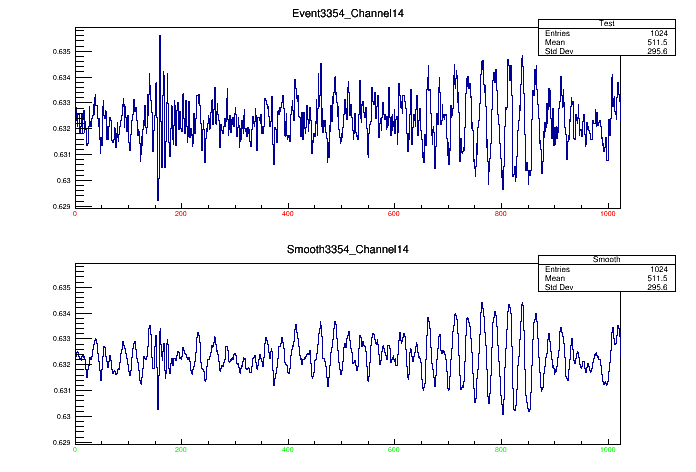 Event3354_Channel14
Test
Entries 1024
Mean 511.5
Std Dev 295.6
0.635
0.634
0.633
0.632
0.631
0.63
0.629
0 200 400 600 800 1000
Smooth3354_Channel14
Smooth
Entries 1024
Mean 511.5
Std Dev 295.6
0.635
0.634
0.633
0.632
0.631
0.63
0.629
0 200 400 600 800 1000